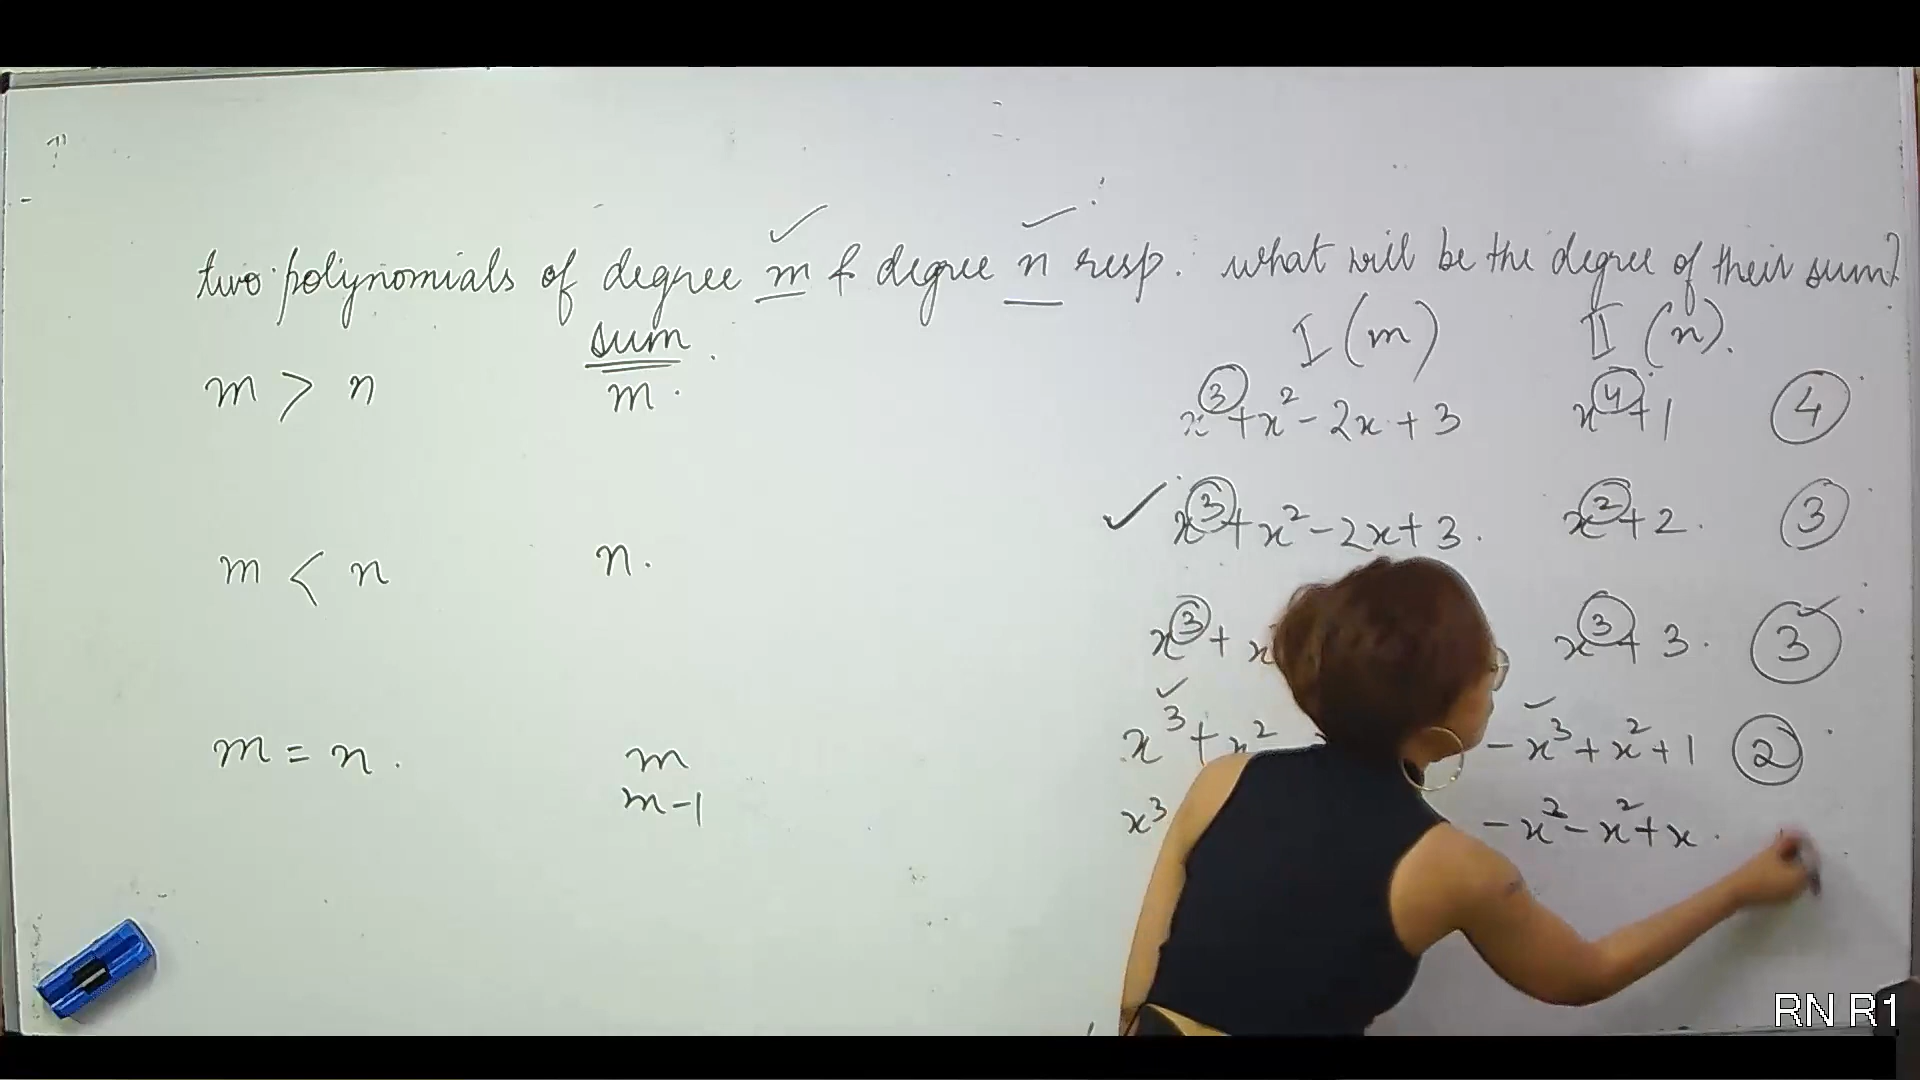 two polynomials of degree m & degree n resp. what will be the degree of their sum?
sum
I (m) II (n).
m > n m.
x³+x²-2x+3 x⁴+1 4
x³+x²-2x+3. x²+2. 3
m < n n.
x³+ x³+3. 3
x³+x² -x³+x²+1 2
m = n. m
m-1
x³ -x³-x²+x.
RN R1